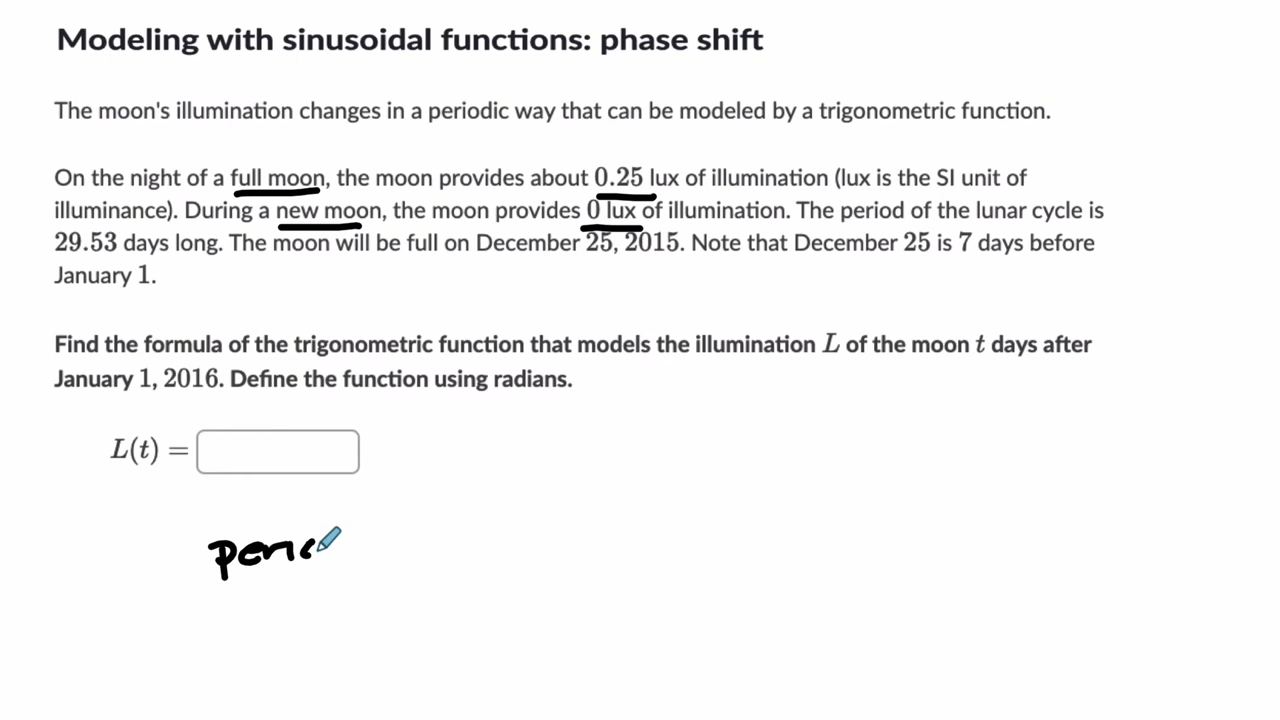 Modeling with sinusoidal functions: phase shift
The moon's illumination changes in a periodic way that can be modeled by a trigonometric function.
On the night of a full moon, the moon provides about 0.25 lux of illumination (lux is the SI unit of
illuminance). During a new moon, the moon provides 0 lux of illumination. The period of the lunar cycle is
29.53 days long. The moon will be full on December 25, 2015. Note that December 25 is 7 days before
January 1.
Find the formula of the trigonometric function that models the illumination L of the moon t days after
January 1, 2016. Define the function using radians.
L(t) =
peric